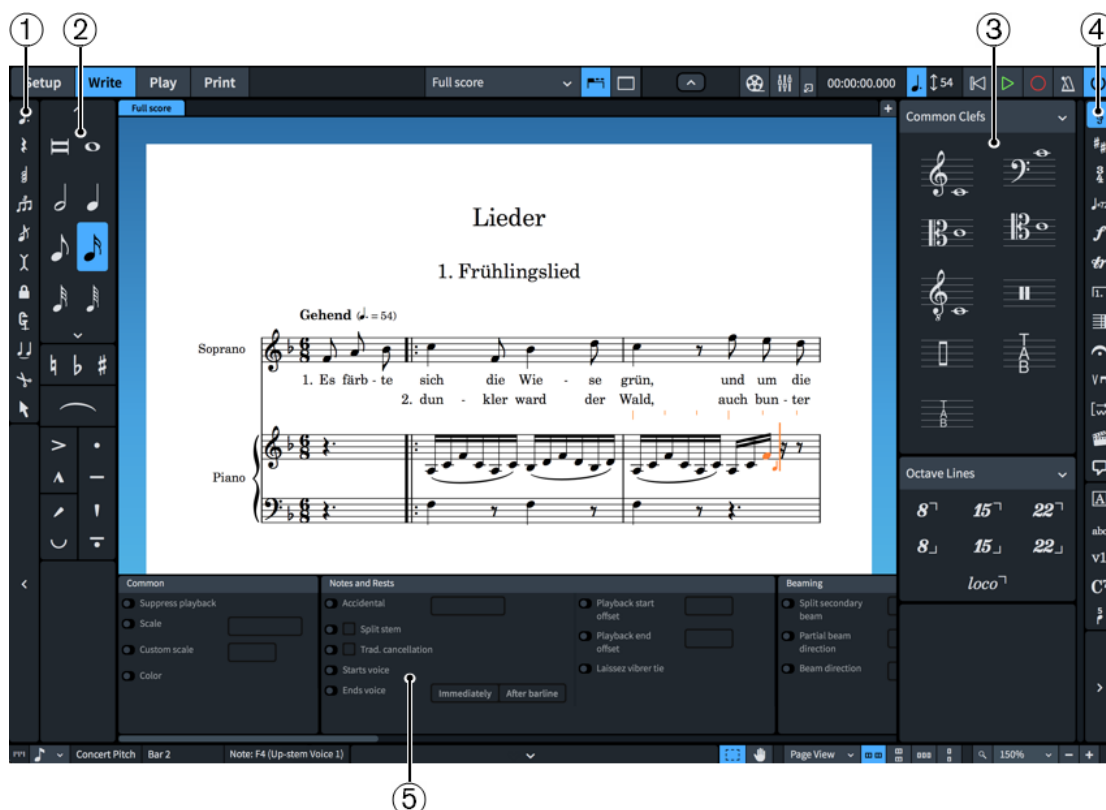 ① ② ③ ④
Setup Write Play Print Full score 00:00:00.000 54
Full score
Common Clefs
Lieder
1. Frühlingslied
Gehend (♩. = 54)
Soprano
1. Es färb - te sich die Wie - se grün, und um die
2. dun - kler ward der Wald, auch bun - ter
Piano
Octave Lines
8 15 22
8 15 22
loco
Common
Suppress playback
Scale
Custom scale
Color
Notes and Rests
Accidental
Split stem
Trad. cancellation
Starts voice
Ends voice
Immediately After barline
Playback start
offset
Playback end
offset
Laissez vibrer tie
Beaming
Split secondary
beam
Partial beam
direction
Beam direction
Concert Pitch Bar 2 Note: F4 (Up-stem Voice 1) Page View 150%
⑤